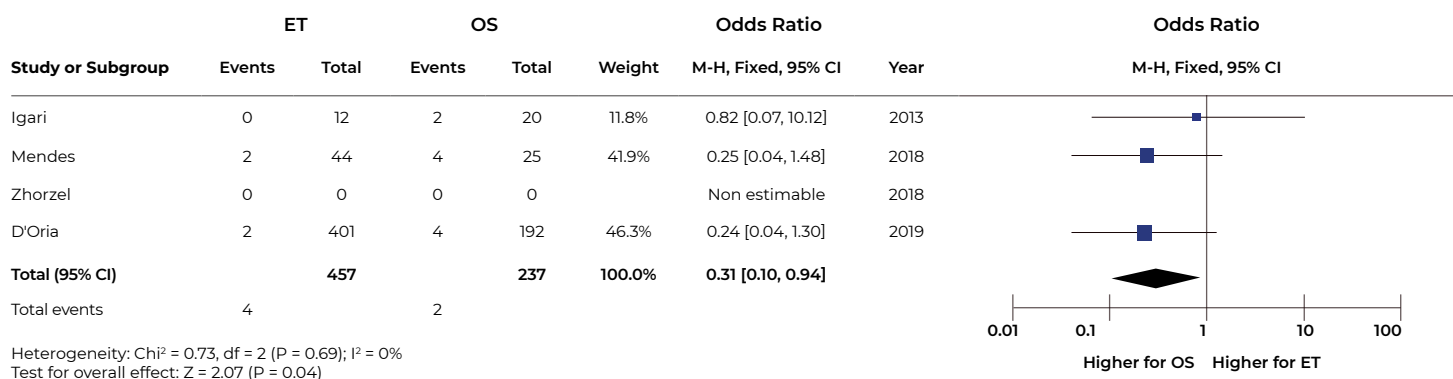 ET OS Odds Ratio Odds Ratio
Study or Subgroup Events Total Events Total Weight M-H, Fixed, 95% CI Year M-H, Fixed, 95% CI
Igari 0 12 2 20 11.8% 0.82 [0.07, 10.12] 2013
Mendes 2 44 4 25 41.9% 0.25 [0.04, 1.48] 2018
Zhorzel 0 0 0 0 Non estimable 2018
D'Oria 2 401 4 192 46.3% 0.24 [0.04, 1.30] 2019
Total (95% CI) 457 237 100.0% 0.31 [0.10, 0.94]
Total events 4 2
0.01 0.1 1 10 100
Heterogeneity: Chi² = 0.73, df = 2 (P = 0.69); I² = 0%
Higher for OS Higher for ET
Test for overall effect: Z = 2.07 (P = 0.04)